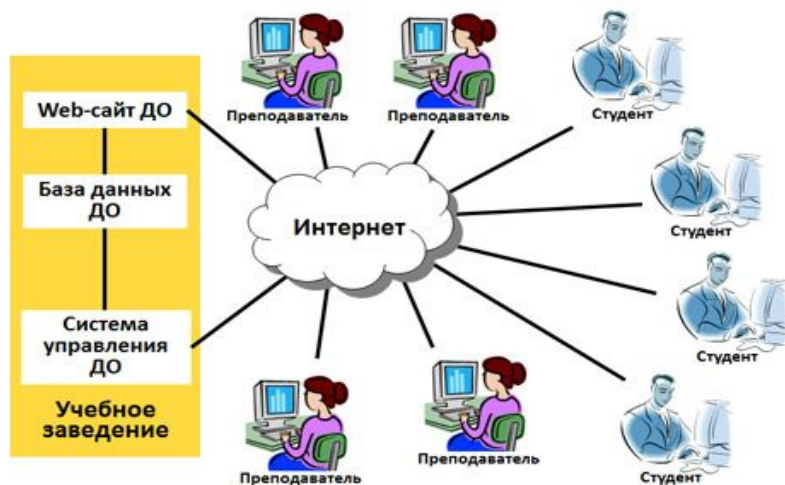 Web-сайт ДО
База данных
ДО
Система
управления
ДО
Учебное
заведение
Преподаватель
Преподаватель
Студент
Студент
Интернет
Студент
Преподаватель
Преподаватель
Студент